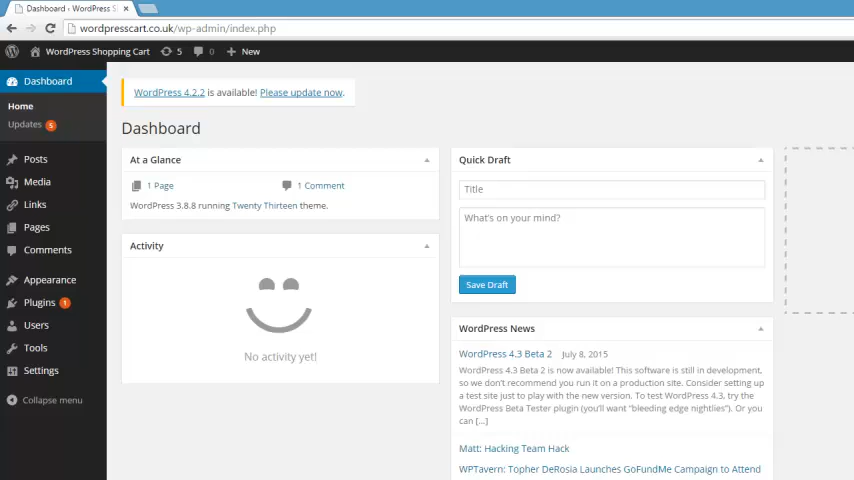 Dashboard ‹ WordPress S
wordpresscart.co.uk/wp-admin/index.php
WordPress Shopping Cart 5 0 + New
Dashboard
Home
Updates 5
Posts
Media
Links
Pages
Comments
Appearance
Plugins 1
Users
Tools
Settings
Collapse menu
WordPress 4.2.2 is available! Please update now.
Dashboard
At a Glance
1 Page 1 Comment
WordPress 3.8.8 running Twenty Thirteen theme.
Activity
No activity yet!
Quick Draft
Title
What's on your mind?
Save Draft
WordPress News
WordPress 4.3 Beta 2 July 8, 2015
WordPress 4.3 Beta 2 is now available! This software is still in development,
so we don't recommend you run it on a production site. Consider setting up
a test site just to play with the new version. To test WordPress 4.3, try the
WordPress Beta Tester plugin (you'll want "bleeding edge nightlies"). Or you
can [...]
Matt: Hacking Team Hack
WPTavern: Topher DeRosia Launches GoFundMe Campaign to Attend